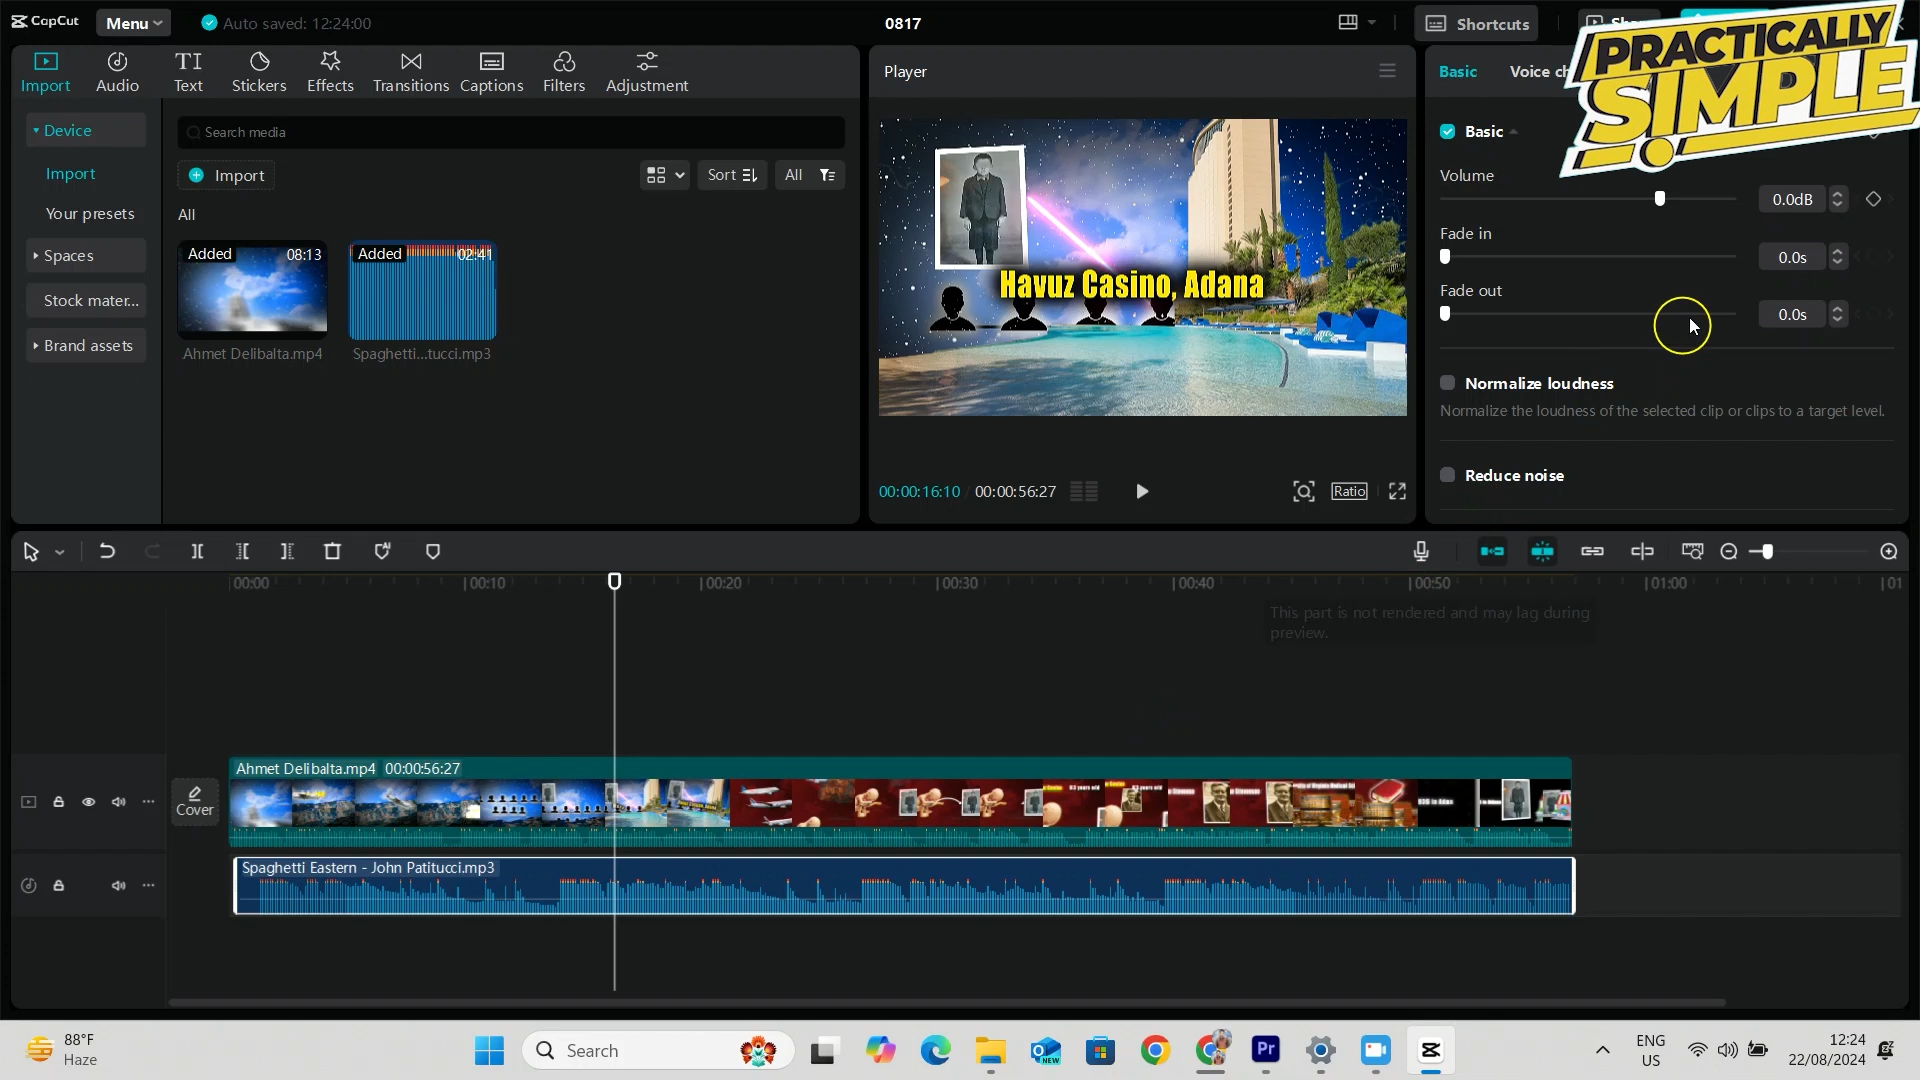 CapCut
Menu
Auto saved: 12:24:00
0817
Shortcuts
PRACTICALLY
SIMPLE
Import
Audio
Text
Stickers
Effects
Transitions
Captions
Filters
Adjustment
Player
Basic
Voice ch
Device
Import
Your presets
Spaces
Stock mater...
Brand assets
Search media
Import
Sort
All
All
Added
08:13
Added
02:41
Ahmet Delibalta.mp4
Spaghetti...tucci.mp3
Havuz Casino, Adana
00:00:16:10
00:00:56:27
Ratio
Basic
Volume
0.0dB
Fade in
0.0s
Fade out
0.0s
Normalize loudness
Normalize the loudness of the selected clip or clips to a target level.
Reduce noise
00:00
00:10
00:20
00:30
00:40
00:50
01:00
01
This part is not rendered and may lag during
preview.
Cover
Ahmet Delibalta.mp4 00:00:56:27
Spaghetti Eastern - John Patitucci.mp3
88°F
Haze
Search
NEW
Pr
ENG
US
12:24
22/08/2024